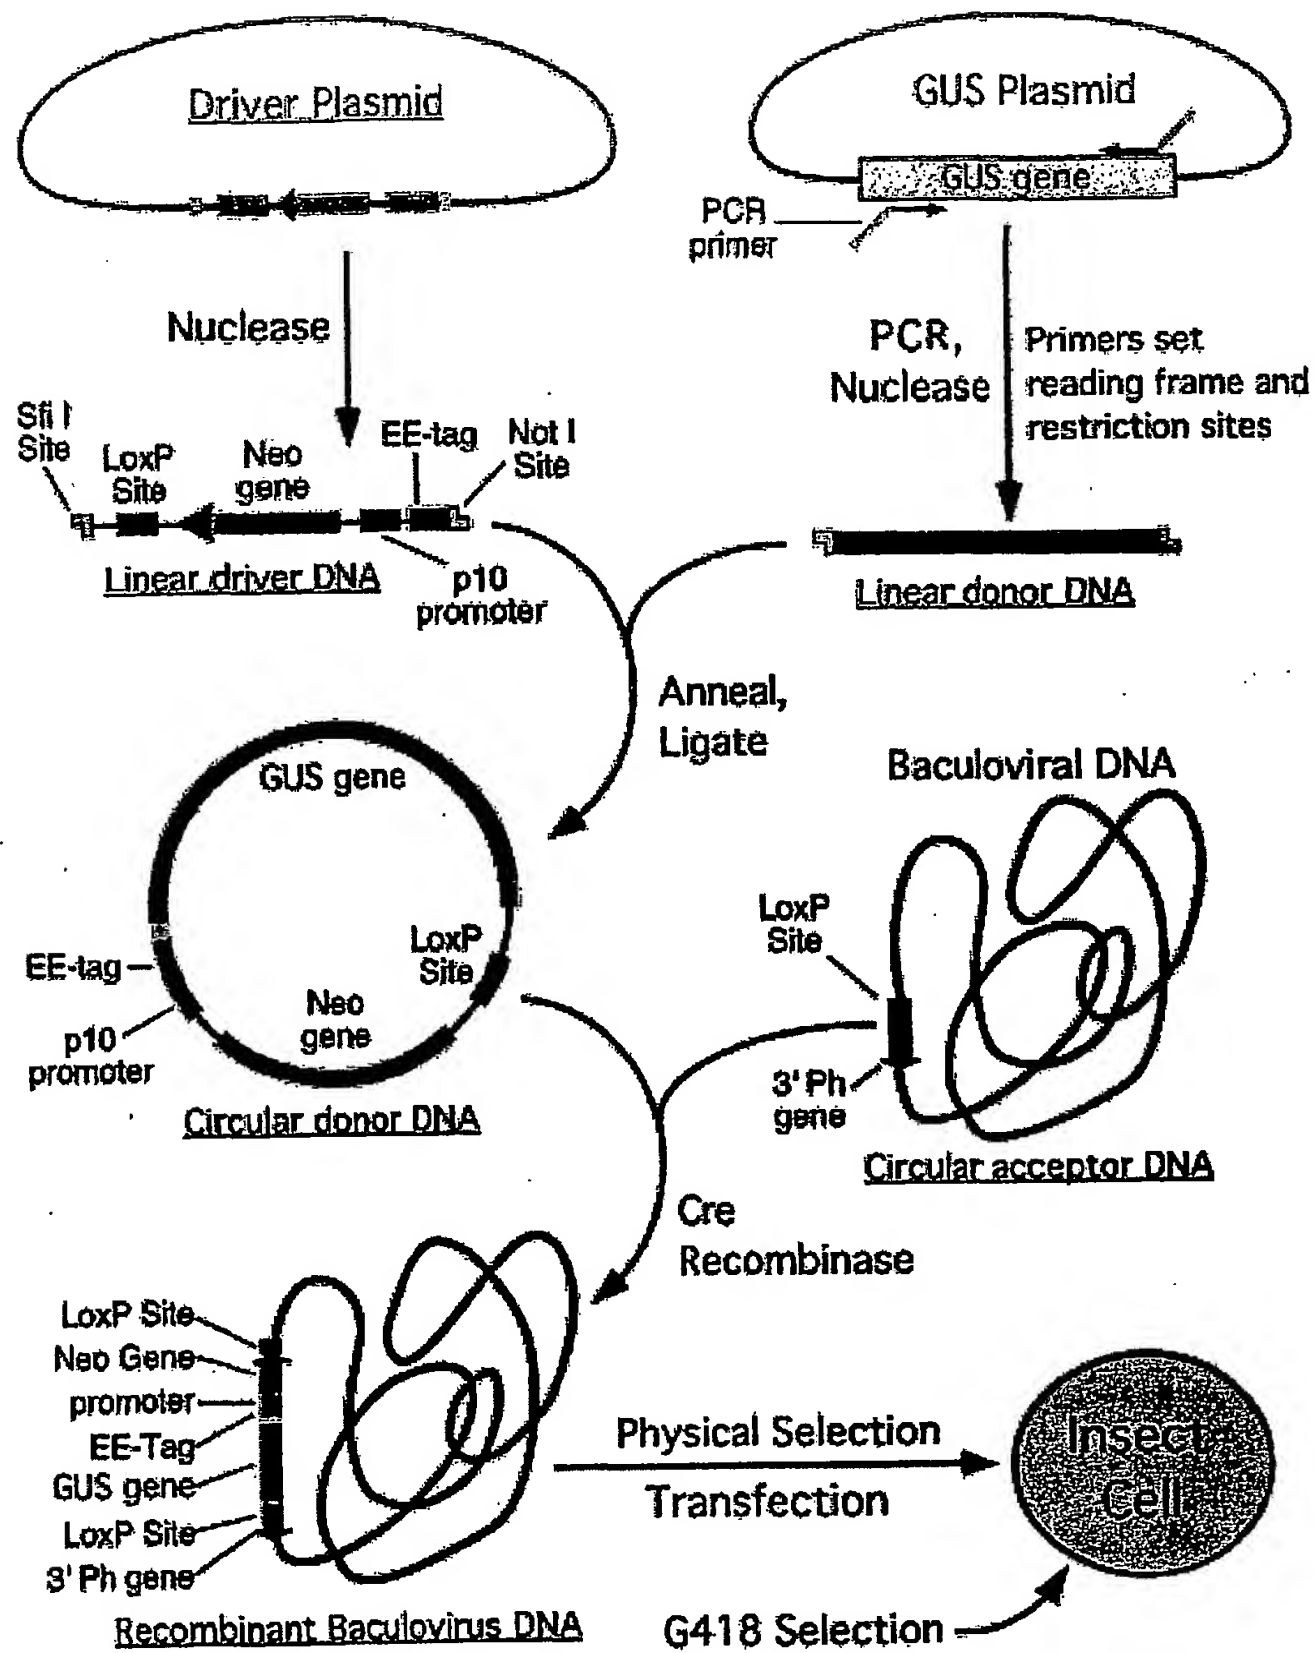 Driver Plasmid
GUS Plasmid
GUS gene
PCR
primer
Nuclease
PCR,
Nuclease
Primers set
reading frame and
restriction sites
Sfi I
Site
LoxP
Site
Neo
gene
EE-tag
Not I
Site
Linear driver DNA
p10
promoter
Linear donor DNA
Anneal,
Ligate
GUS gene
Baculoviral DNA
LoxP
Site
EE-tag
LoxP
Site
Neo
gene
p10
promoter
3' Ph
gene
Circular donor DNA
Circular acceptor DNA
Cre
Recombinase
LoxP Site
Neo Gene
promoter
EE-Tag
GUS gene
LoxP Site
3' Ph gene
Physical Selection
Transfection
Insect
Cell
Recombinant Baculovirus DNA
G418 Selection